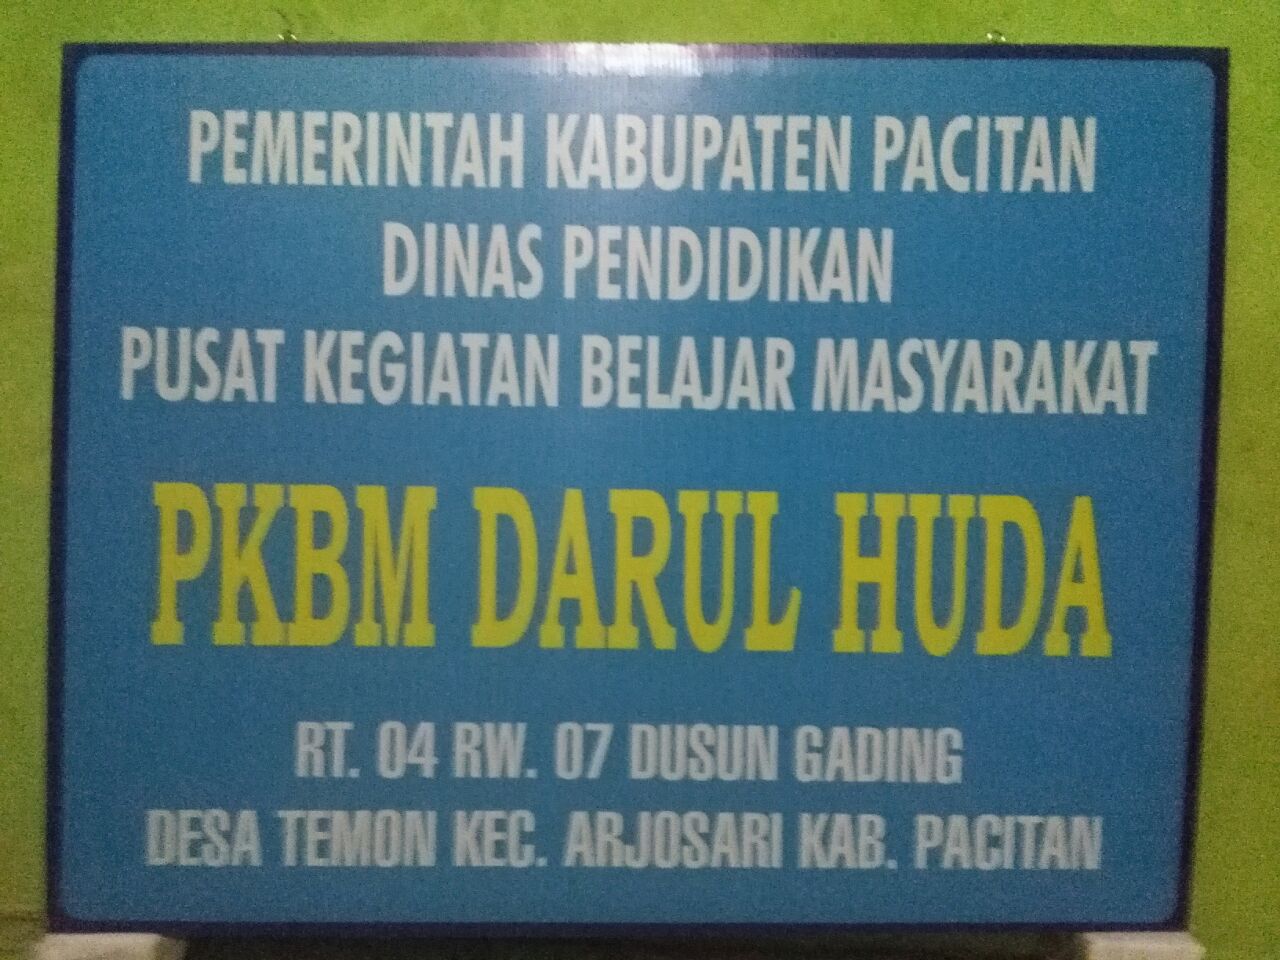 PEMERINTAH KABUPATEN PACITAN
DINAS PENDIDIKAN
PUSAT KEGIATAN BELAJAR MASYARAKAT
PKBM DARUL HUDA
RT. 04 RW. 07 DUSUN GADING
DESA TEMON KEC. ARJOSARI KAB. PACITAN